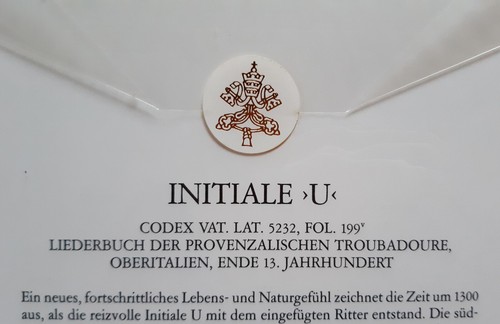 INITIALE ›U‹
CODEX VAT. LAT. 5232, FOL. 199ᵛ
LIEDERBUCH DER PROVENZALISCHEN TROUBADOURE,
OBERITALIEN, ENDE 13. JAHRHUNDERT
Ein neues, fortschrittliches Lebens- und Naturgefühl zeichnet die Zeit um 1300
aus, als die reizvolle Initiale U mit dem eingefügten Ritter entstand. Die süd-